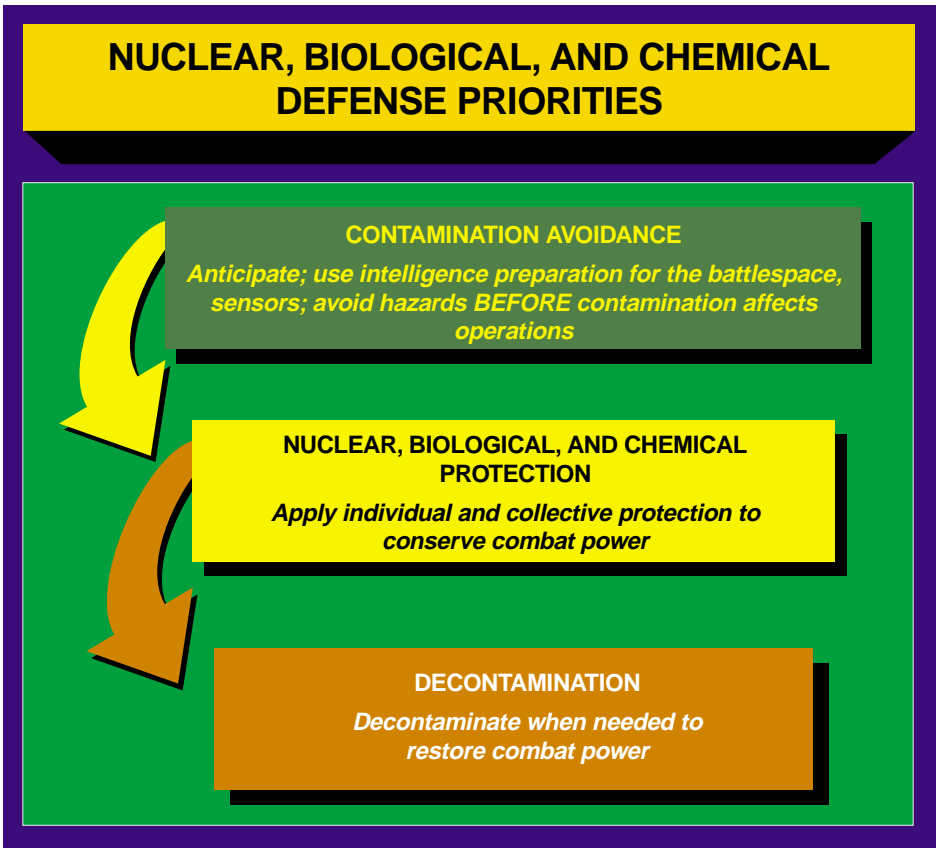 NUCLEAR, BIOLOGICAL, AND CHEMICAL
DEFENSE PRIORITIES
CONTAMINATION AVOIDANCE
Anticipate; use intelligence preparation for the battlespace,
sensors; avoid hazards BEFORE contamination affects
operations
NUCLEAR, BIOLOGICAL, AND CHEMICAL
PROTECTION
Apply individual and collective protection to
conserve combat power
DECONTAMINATION
Decontaminate when needed to
restore combat power